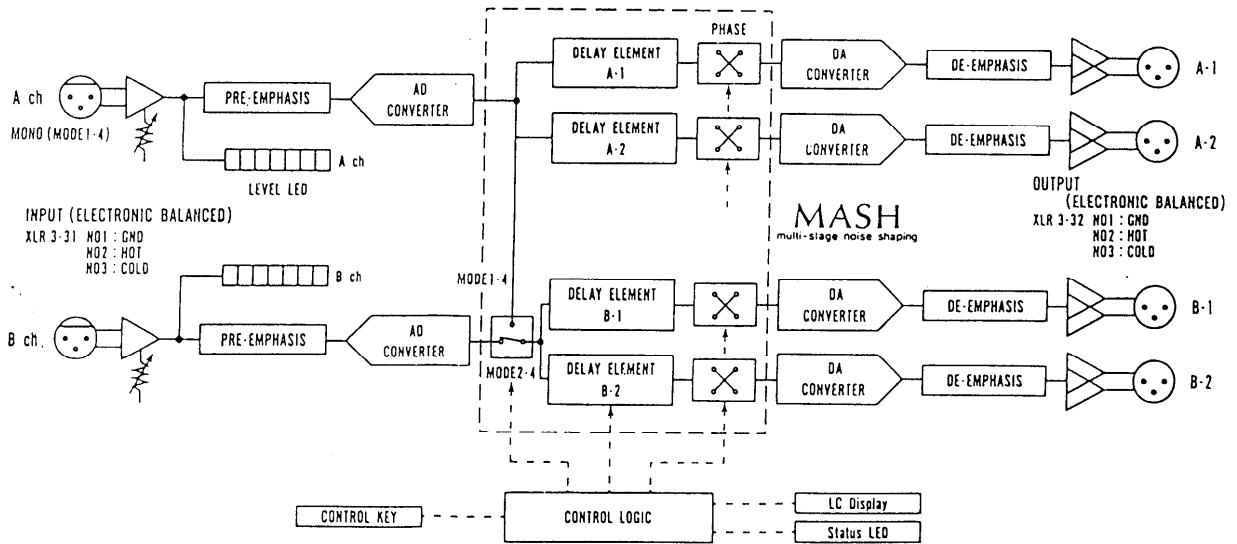 PHASE
DELAY ELEMENT
A-1
DA
CONVERTER
DE-EMPHASIS
A-1
A ch
MONO (MODE1-4)
PRE-EMPHASIS
AD
CONVERTER
DELAY ELEMENT
A-2
DA
CONVERTER
DE-EMPHASIS
A-2
A ch
LEVEL LED
INPUT (ELECTRONIC BALANCED)
XLR 3-31 NO1 : GND
NO2 : HOT
NO3 : COLD
MASH
multi-stage noise shaping
OUTPUT
(ELECTRONIC BALANCED)
XLR 3-32 NO1 : GND
NO2 : HOT
NO3 : COLD
B ch
MODE1-4
DELAY ELEMENT
B-1
DA
CONVERTER
DE-EMPHASIS
B-1
B ch.
PRE-EMPHASIS
AD
CONVERTER
MODE2-4
DELAY ELEMENT
B-2
DA
CONVERTER
DE-EMPHASIS
B-2
CONTROL KEY
CONTROL LOGIC
LC Display
Status LED